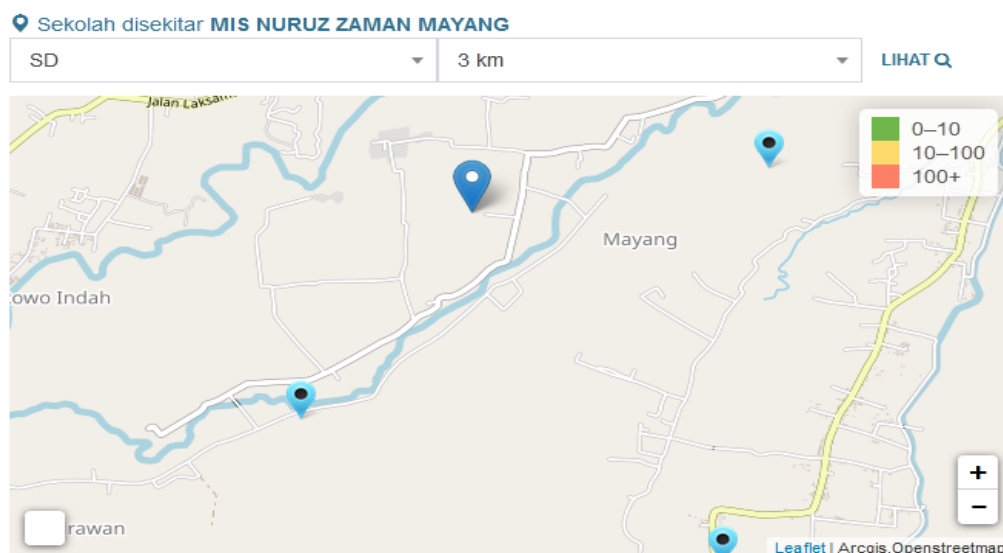 Sekolah disekitar MIS NURUZ ZAMAN MAYANG
SD
3 km
LIHAT
Jalan Laksam
0–10
10–100
100+
Mayang
owo Indah
rawan
+
−
Leaflet | Arcgis,Openstreetmap